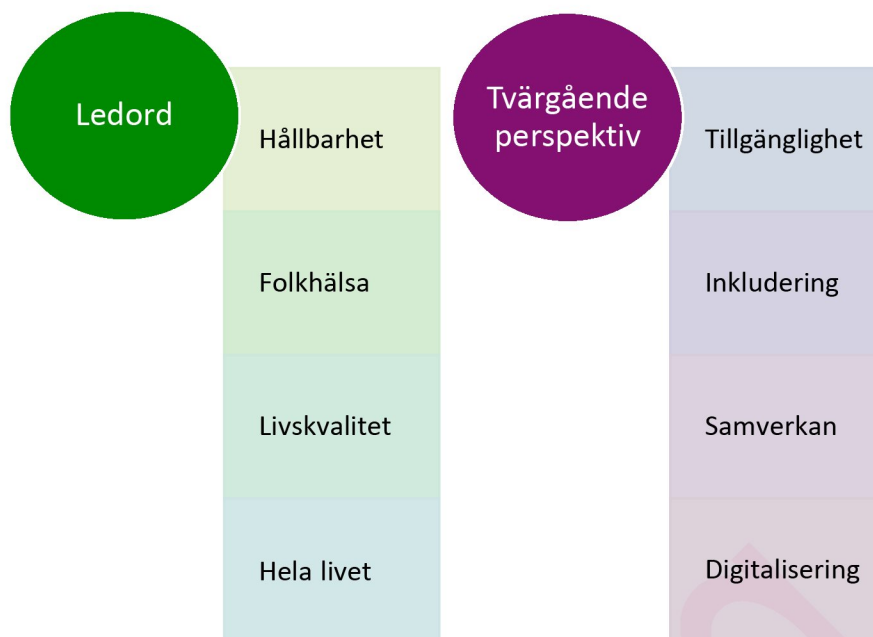 Ledord
Hållbarhet
Folkhälsa
Livskvalitet
Hela livet
Tvärgående
perspektiv
Tillgänglighet
Inkludering
Samverkan
Digitalisering